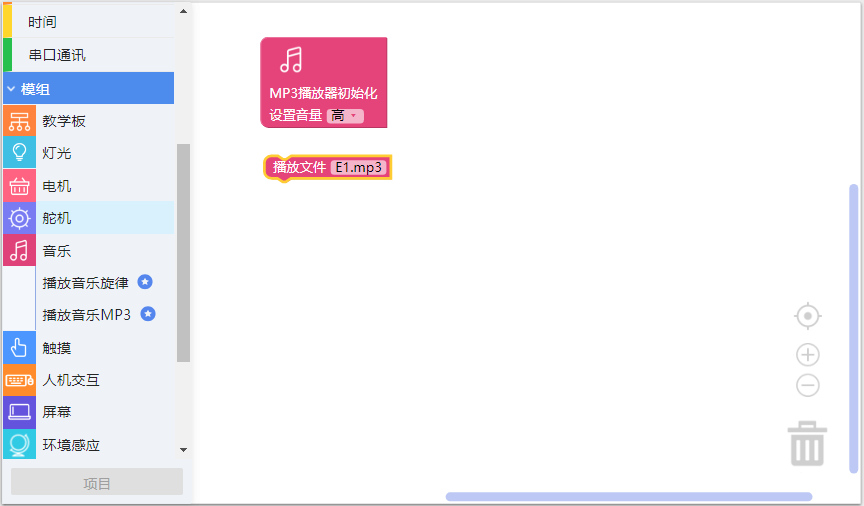 时间
串口通讯
模组
教学板
灯光
电机
舵机
音乐
播放音乐旋律
播放音乐MP3
触摸
人机交互
屏幕
环境感应
项目
MP3播放器初始化
设置音量 高
播放文件 E1.mp3